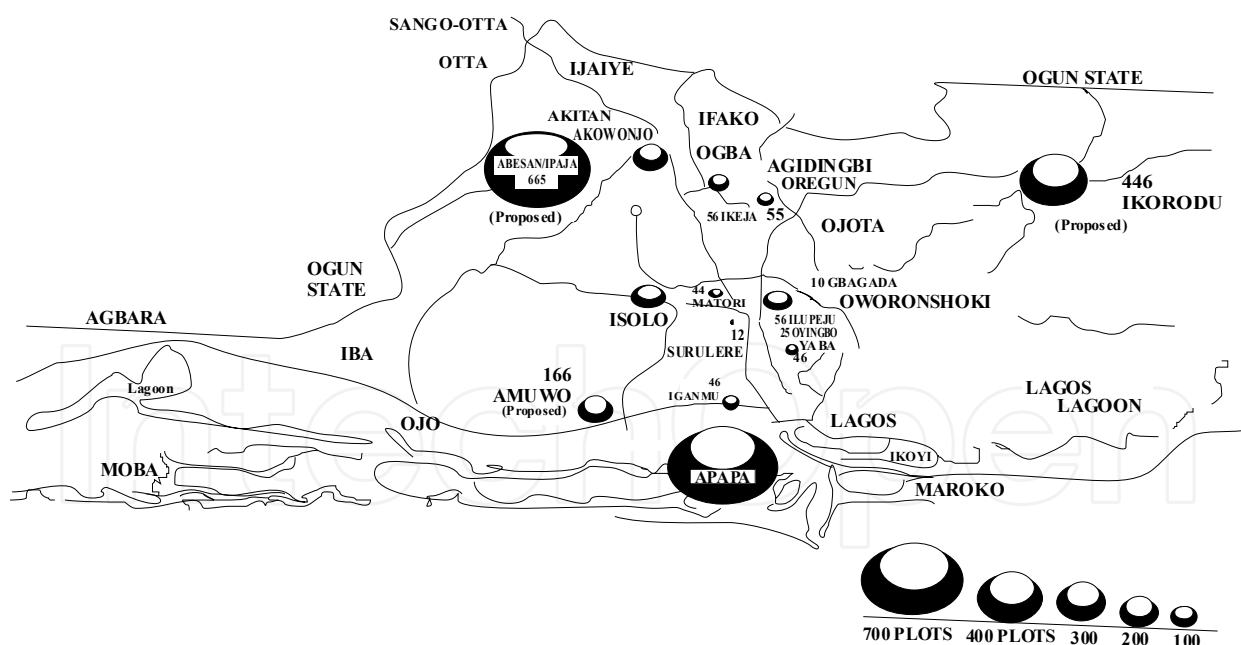 SANGO-OTTA
OTTA
IJAIYE
OGUN STATE
AKITAN
AKOWONJO
IFAKO
OGBA
ABESAN/IPAJA
665
(Proposed)
AGIDINGBI
OREGUN
446
IKORODU
(Proposed)
56 IKEJA
55
OJOTA
OGUN
STATE
10 GBAGADA
OWORONSHOKI
44
MATORI
ISOLO
AGBARA
56 ILUPEJU
25 OYINGBO
YABA
46
12
SURULERE
IBA
Lagoon
166
AMUWO
(Proposed)
46
IGANMU
LAGOS
LAGOON
OJO
LAGOS
IKOYI
MOBA
APAPA
MAROKO
IntechOpen
700 PLOTS
400 PLOTS
300
200
100